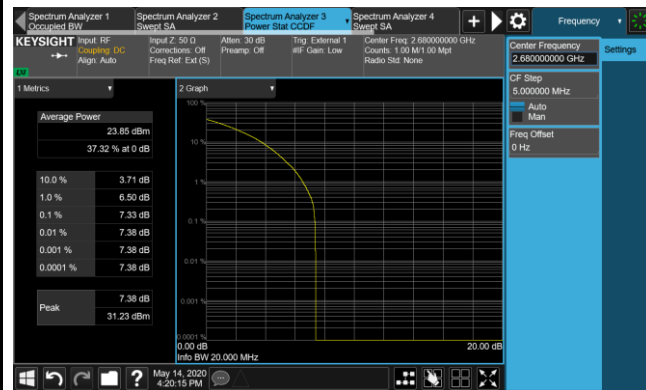 Spectrum Analyzer 1
Occupied BW
Spectrum Analyzer 2
Swept SA
Spectrum Analyzer 3
Power Stat CCDF
Spectrum Analyzer 4
Swept SA
Frequency
KEYSIGHT
Input: RF
Coupling: DC
Align: Auto
Input Z: 50 Ω
Corrections: Off
Freq Ref: Ext (S)
Atten: 30 dB
Preamp: Off
Trig: External 1
#IF Gain: Low
Center Freq: 2.680000000 GHz
Counts: 1.00 M/1.00 Mpt
Radio Std: None
Center Frequency
2.680000000 GHz
Settings
CF Step
5.000000 MHz
Auto
Man
Freq Offset
0 Hz
LXI
1 Metrics
Average Power
23.85 dBm
37.32 % at 0 dB
10.0 % 3.71 dB
1.0 % 6.50 dB
0.1 % 7.33 dB
0.01 % 7.38 dB
0.001 % 7.38 dB
0.0001 % 7.38 dB
Peak
7.38 dB
31.23 dBm
2 Graph
100 %
10 %
1 %
0.1 %
0.01 %
0.001 %
0.0001 %
0.00 dB 20.00 dB
Info BW 20.000 MHz
May 14, 2020
4:20:15 PM